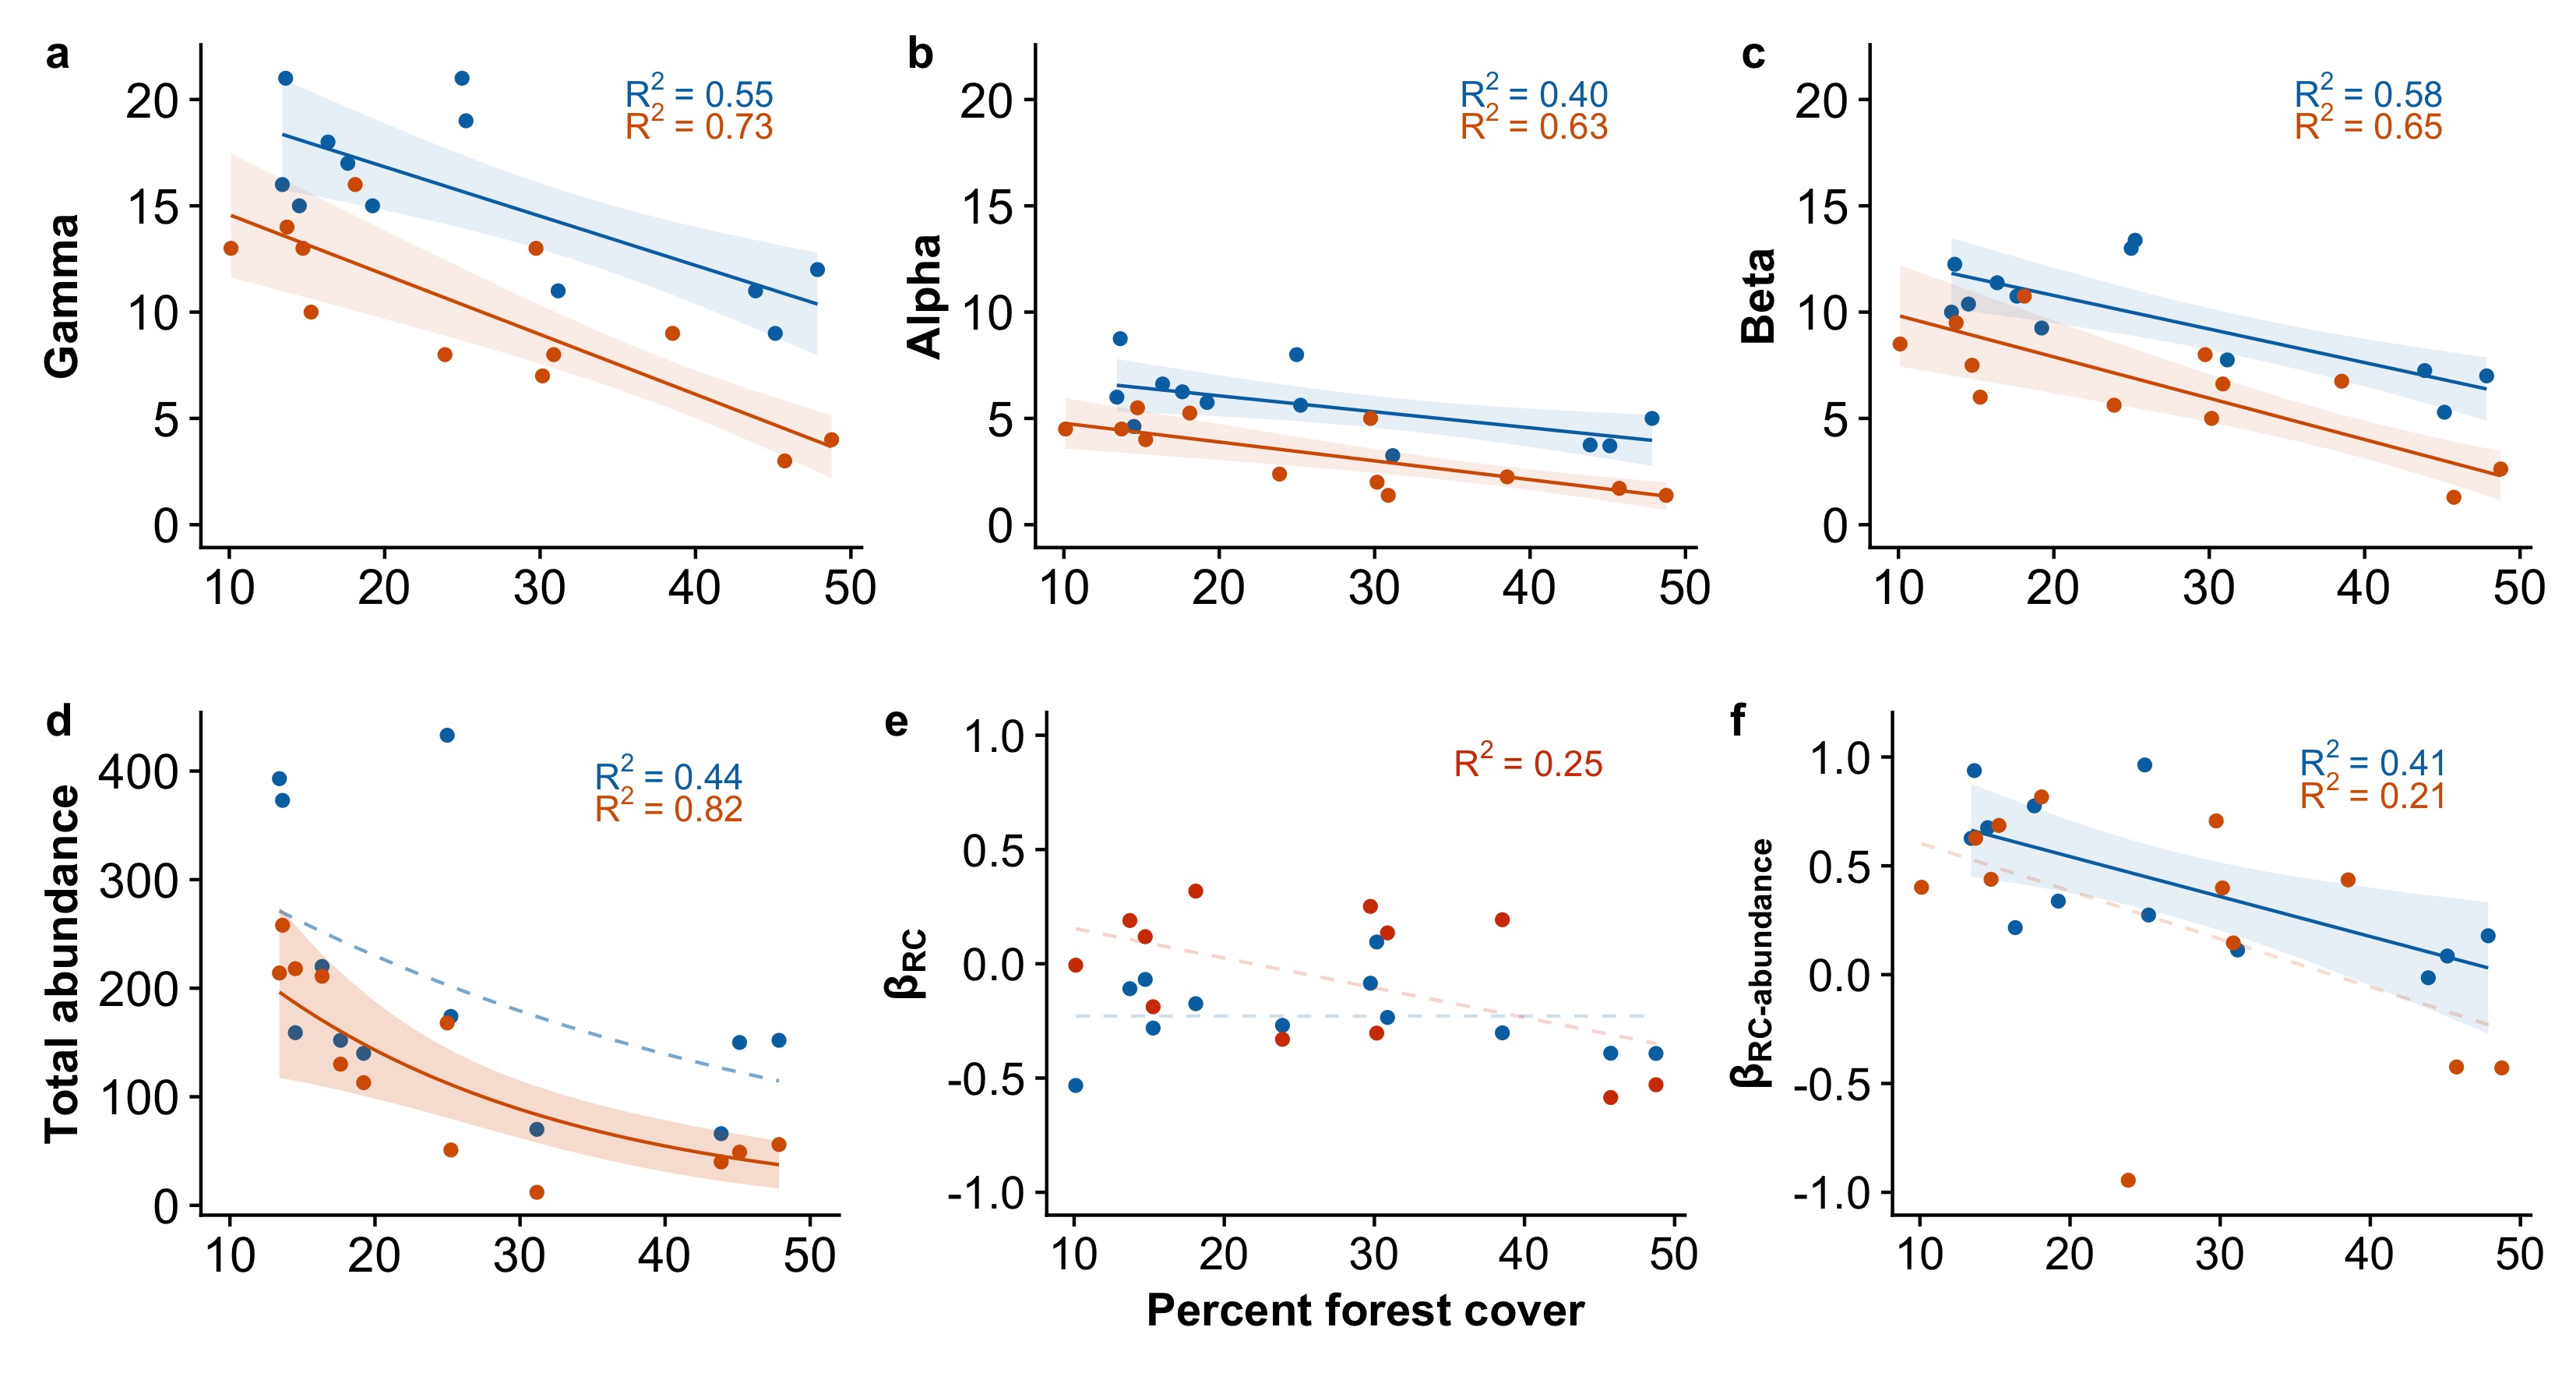 a
R² = 0.55
R² = 0.73
20
15
10
5
0
Gamma
10 20 30 40 50
b
R² = 0.40
R² = 0.63
20
15
10
5
0
Alpha
10 20 30 40 50
c
R² = 0.58
R² = 0.65
20
15
10
5
0
Beta
10 20 30 40 50
d
R² = 0.44
R² = 0.82
400
300
200
100
0
Total abundance
10 20 30 40 50
e
R² = 0.25
1.0
0.5
0.0
-0.5
-1.0
βRC
10 20 30 40 50
f
R² = 0.41
R² = 0.21
1.0
0.5
0.0
-0.5
-1.0
βRC-abundance
10 20 30 40 50
Percent forest cover